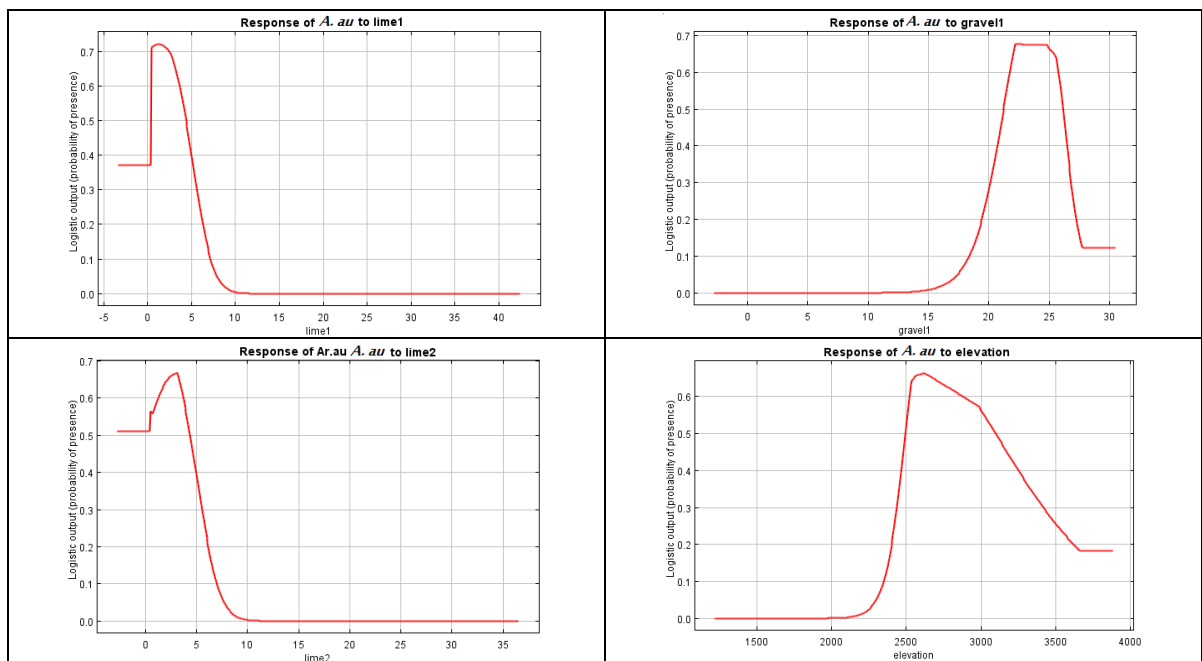 Response of A. au to lime1
Logistic output (probability of presence)
0.7
0.6
0.5
0.4
0.3
0.2
0.1
0.0
-5 0 5 10 15 20 25 30 35 40
lime1
Response of A. au to gravel1
Logistic output (probability of presence)
0.7
0.6
0.5
0.4
0.3
0.2
0.1
0.0
0 5 10 15 20 25 30
gravel1
Response of Ar.au A. au to lime2
Logistic output (probability of presence)
0.7
0.6
0.5
0.4
0.3
0.2
0.1
0.0
0 5 10 15 20 25 30 35
lime2
Response of A. au to elevation
Logistic output (probability of presence)
0.6
0.5
0.4
0.3
0.2
0.1
0.0
1500 2000 2500 3000 3500 4000
elevation